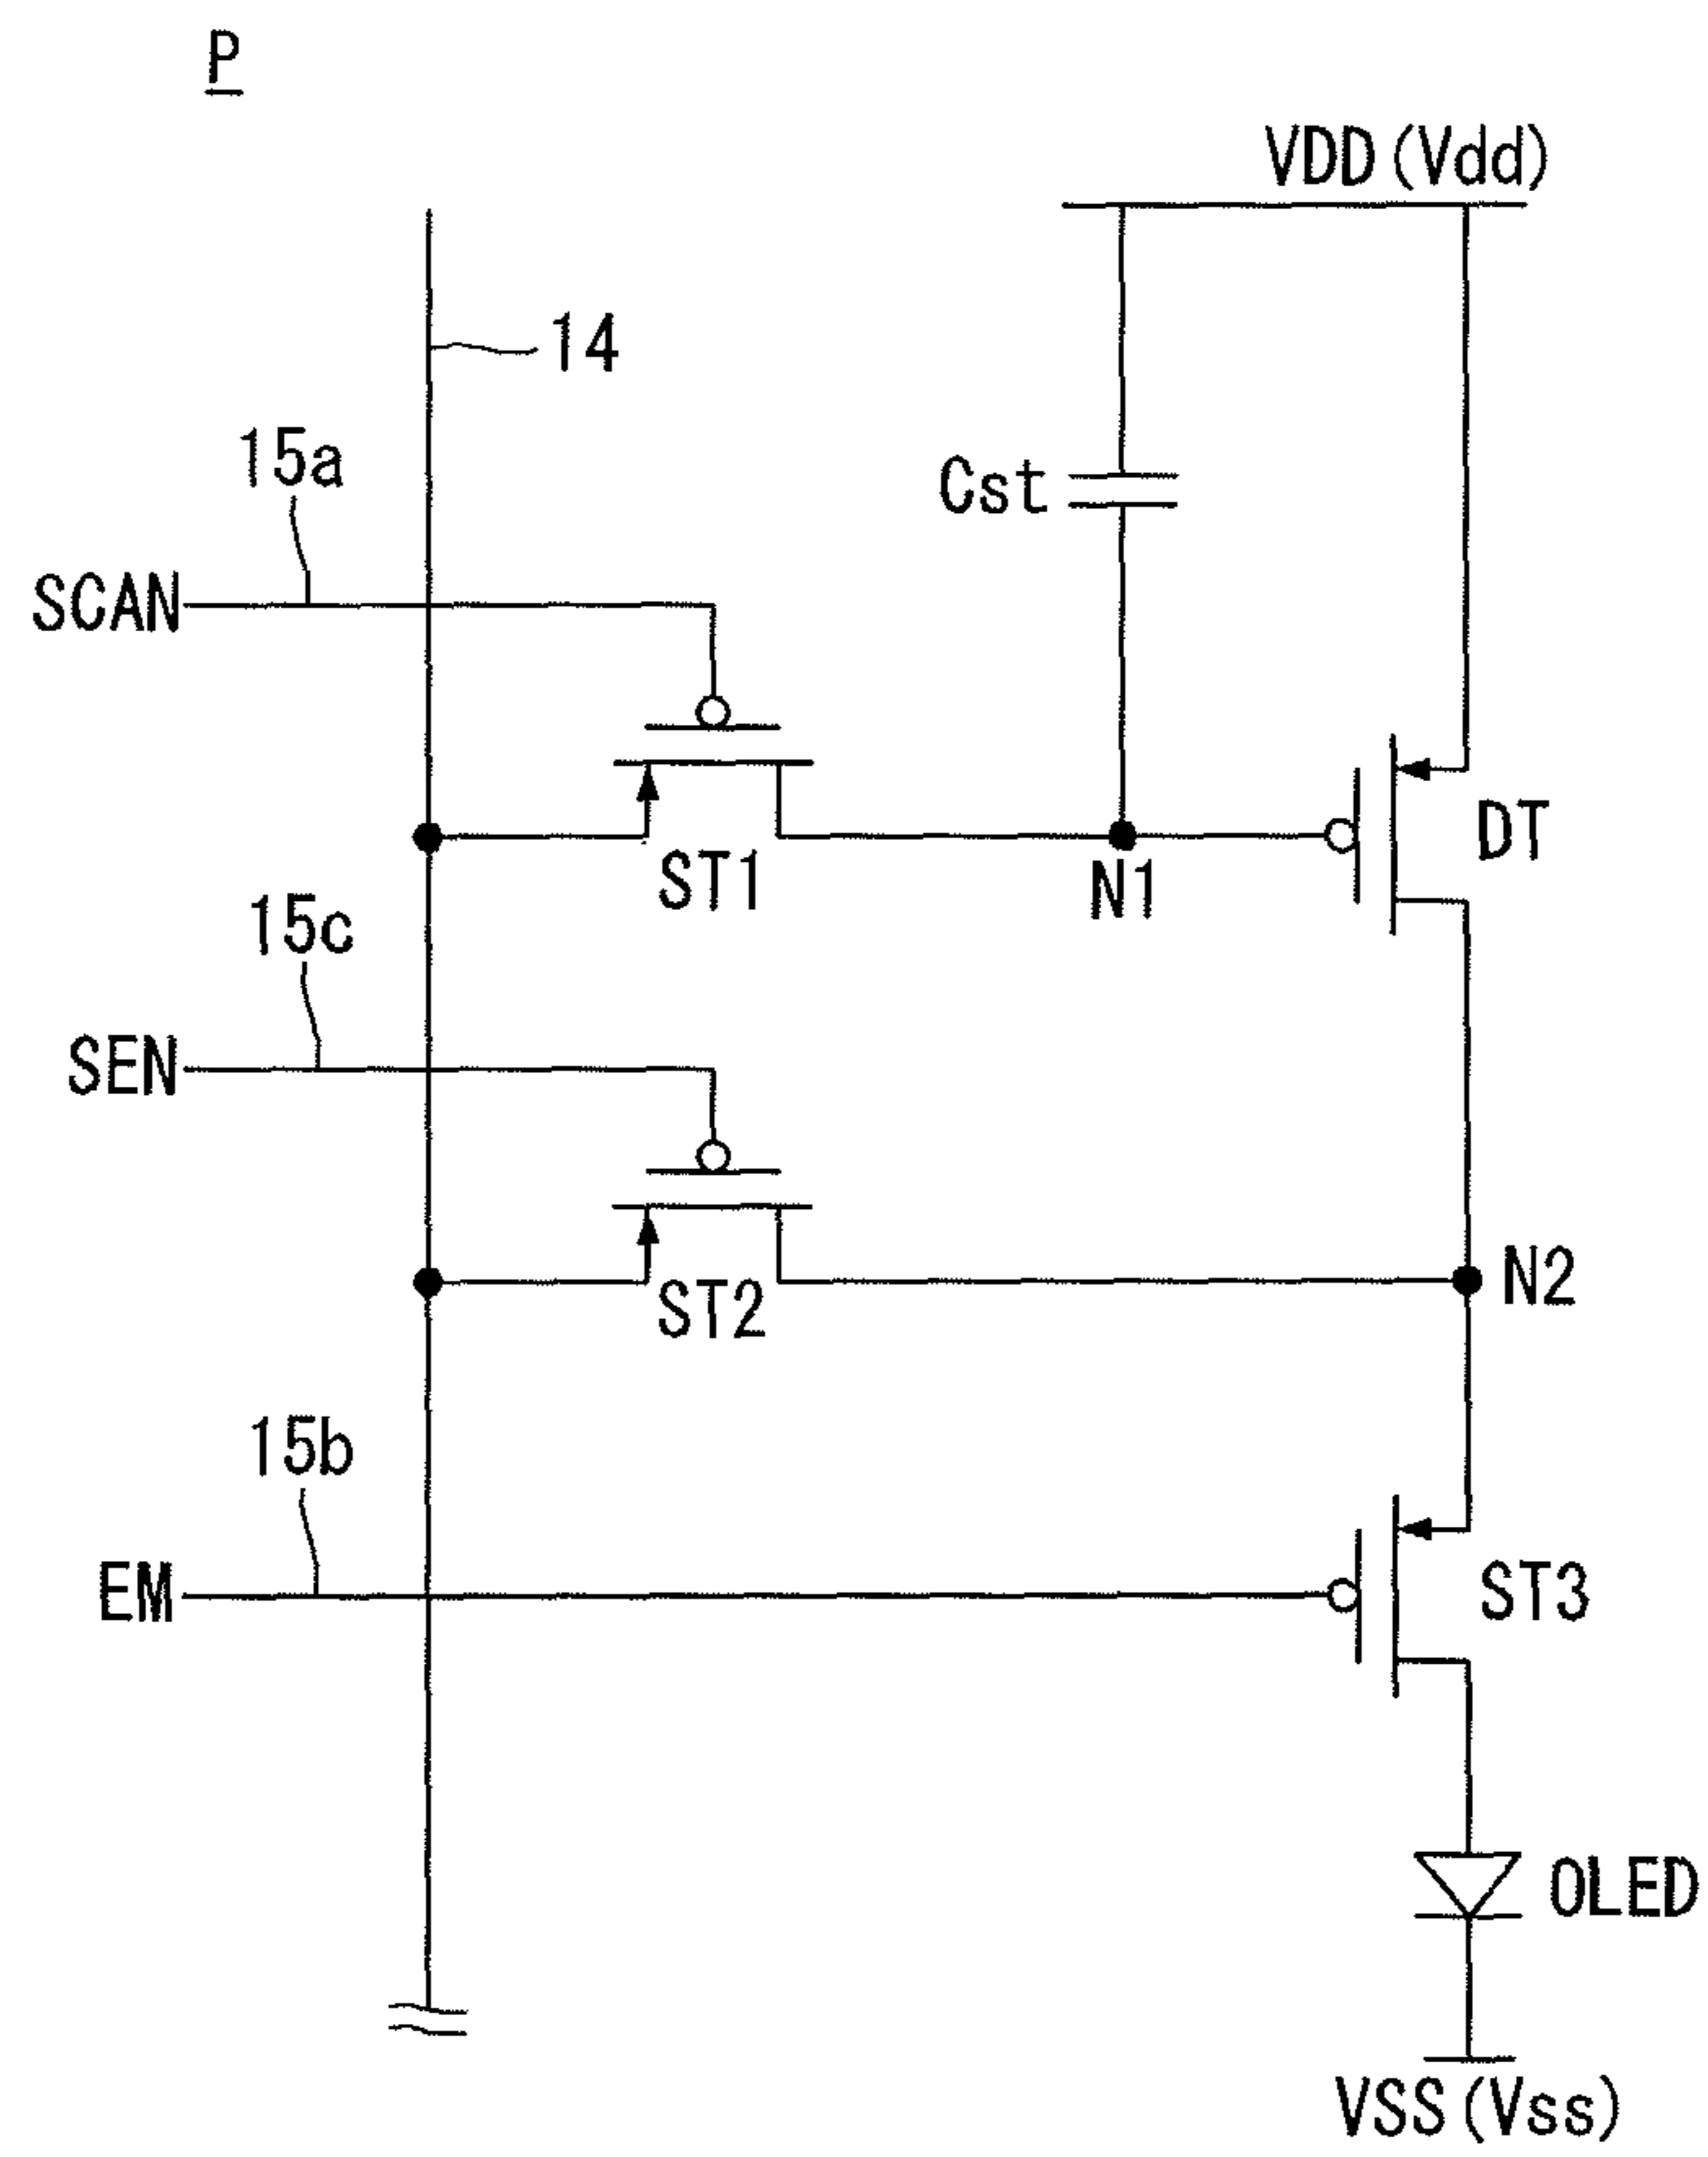 P
VDD(Vdd)
14
15a
Cst
SCAN
DT
ST1
N1
15c
SEN
N2
ST2
15b
EM
ST3
OLED
VSS(Vss)